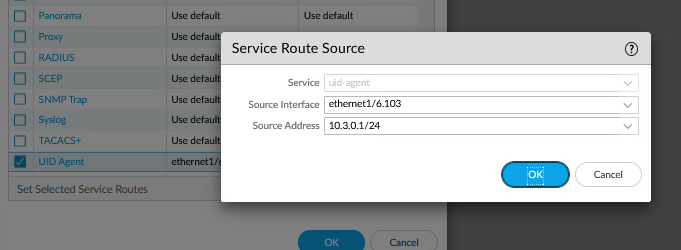 Panorama Use default Use default
Proxy Use default
RADIUS Use default
SCEP Use default
SNMP Trap Use default
Syslog Use default
TACACS+ Use default
UID Agent ethernet1/6
Set Selected Service Routes
OK Cancel
Service Route Source
Service uid-agent
Source Interface ethernet1/6.103
Source Address 10.3.0.1/24
OK Cancel